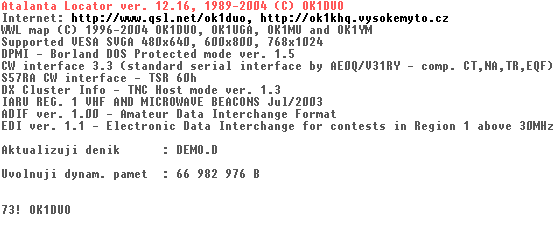 Atalanta Locator ver. 12.16, 1989-2004 (C) OK1DUO
Internet: http://www.qsl.net/ok1duo, http://ok1khq.vysokemyto.cz
WWL map (C) 1996-2004 OK1DUO, OK1UGA, OK1MU and OK1YM
Supported VESA SVGA 480x640, 600x800, 768x1024
DPMI - Borland DOS Protected mode ver. 1.5
CW interface 3.3 (standard serial interface by AE0Q/V31RY - comp. CT,NA,TR,EQF)
S57RA CW interface - TSR 60h
DX Cluster Info - TNC Host mode ver. 1.3
IARU REG. 1 VHF AND MICROWAVE BEACONS Jul/2003
ADIF ver. 1.00 - Amateur Data Interchange Format
EDI ver. 1.1 - Electronic Data Interchange for contests in Region 1 above 30MHz
Aktualizuji denik : DEMO.D
Uvolnuji dynam. pamet : 66 982 976 B
73! OK1DUO